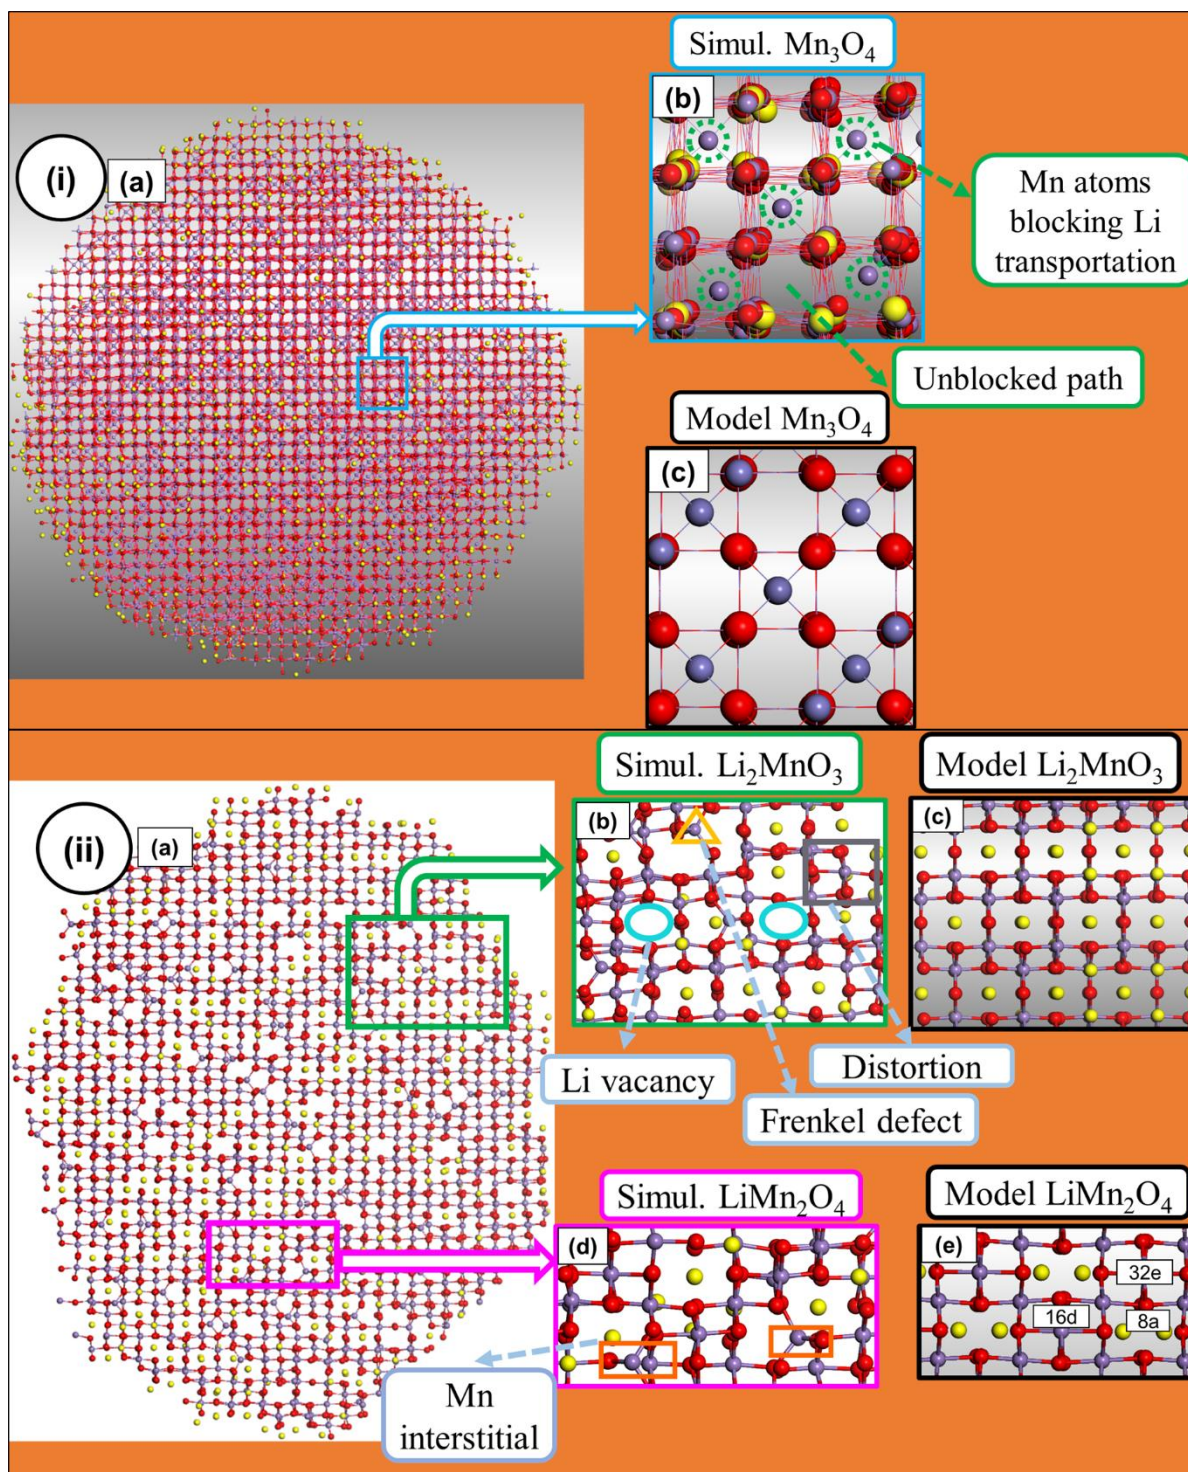 Simul. Mn₃O₄
(i)
(a)
(b)
Mn atoms
blocking Li
transportation
Unblocked path
Model Mn₃O₄
(c)
Simul. Li₂MnO₃
Model Li₂MnO₃
(ii)
(a)
(b)
(c)
Li vacancy
Distortion
Frenkel defect
Simul. LiMn₂O₄
Model LiMn₂O₄
(d)
(e)
32e
16d
8a
Mn
interstitial